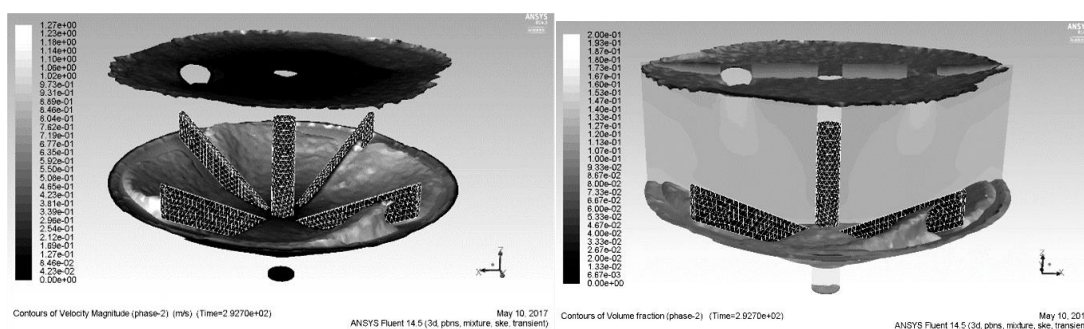 ANSYS
1.27e+00
1.23e+00
1.18e+00
1.14e+00
1.10e+00
1.06e+00
1.02e+00
9.73e-01
9.31e-01
8.89e-01
8.46e-01
8.04e-01
7.62e-01
7.19e-01
6.77e-01
6.35e-01
5.92e-01
5.50e-01
5.08e-01
4.65e-01
4.23e-01
3.81e-01
3.39e-01
2.96e-01
2.54e-01
2.12e-01
1.69e-01
1.27e-01
8.46e-02
4.23e-02
0.00e+00
Z
X
Contours of Velocity Magnitude (phase-2) (m/s) (Time=2.9270e+02)
May 10, 2017
ANSYS Fluent 14.5 (3d, pbns, mixture, ske, transient)
ANSYS
2.00e-01
1.93e-01
1.87e-01
1.80e-01
1.73e-01
1.67e-01
1.60e-01
1.53e-01
1.47e-01
1.40e-01
1.33e-01
1.27e-01
1.20e-01
1.13e-01
1.07e-01
1.00e-01
9.33e-02
8.67e-02
8.00e-02
7.33e-02
6.67e-02
6.00e-02
5.33e-02
4.67e-02
4.00e-02
3.33e-02
2.67e-02
2.00e-02
1.33e-02
6.67e-03
0.00e+00
Z
X
Contours of Volume fraction (phase-2) (Time=2.9270e+02)
May 10, 201
ANSYS Fluent 14.5 (3d, pbns, mixture, ske, transient)